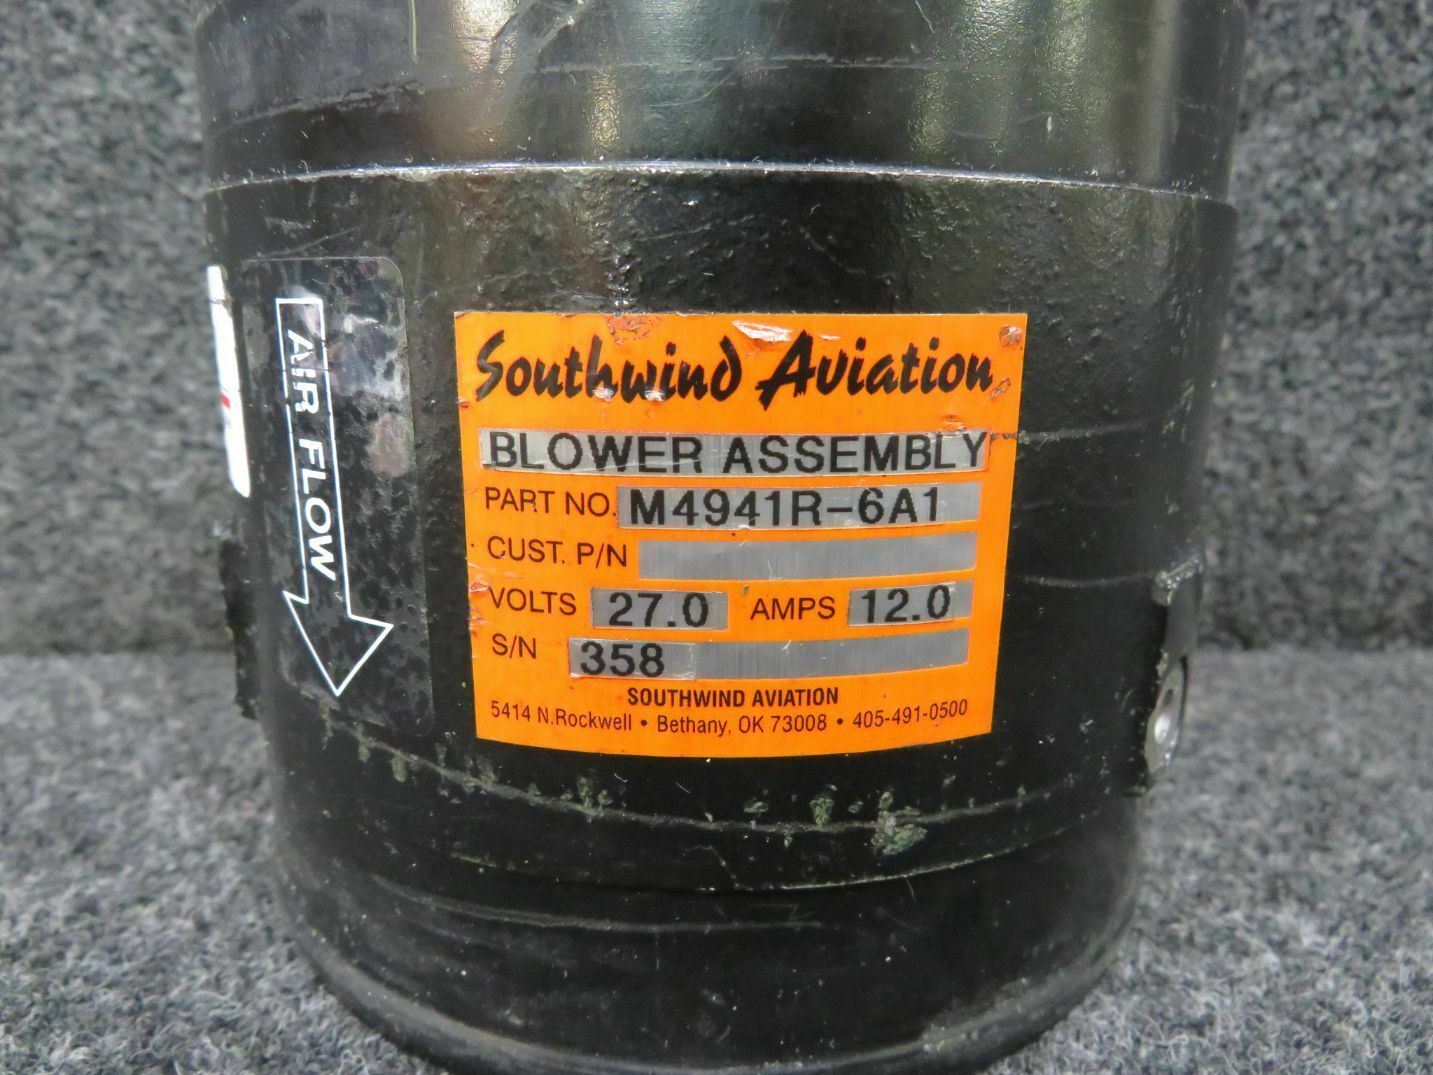 AIR FLOW
Southwind Aviation
BLOWER ASSEMBLY
PART NO. M4941R-6A1
CUST. P/N
VOLTS 27.0 AMPS 12.0
S/N 358
SOUTHWIND AVIATION
5414 N.Rockwell • Bethany, OK 73008 • 405-491-0500